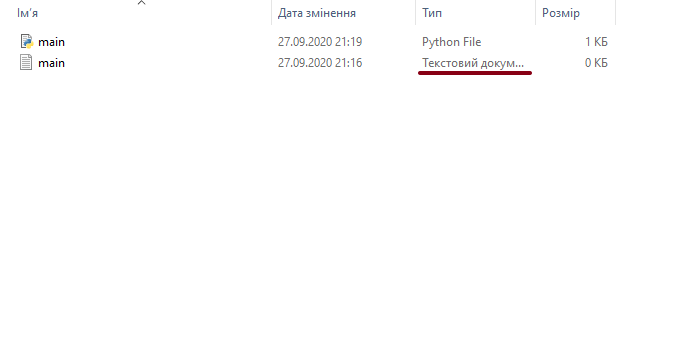 Ім’я Дата змінення Тип Розмір
main 27.09.2020 21:19 Python File 1 КБ
main 27.09.2020 21:16 Текстовий докум... 0 КБ